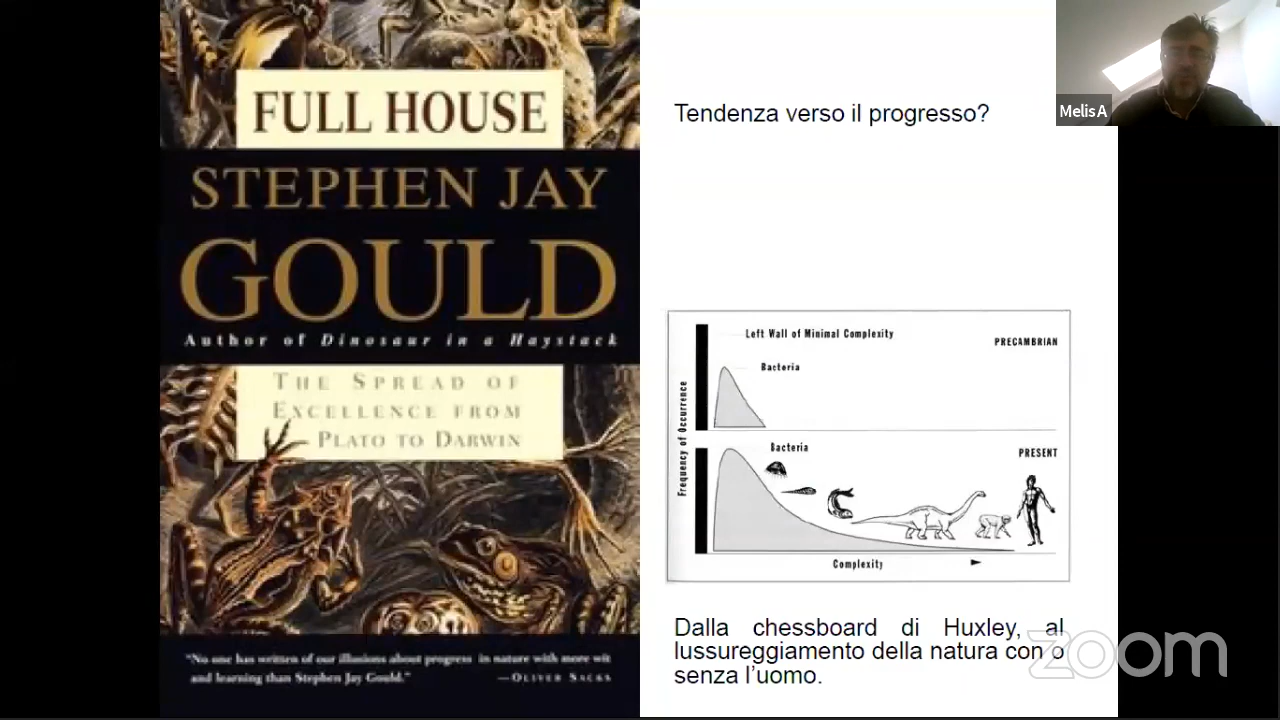 FULL HOUSE
STEPHEN JAY
GOULD
Author of Dinosaur in a Haystack
THE SPREAD OF
EXCELLENCE FROM
PLATO TO DARWIN
"No one has written of our illusions about progress in nature with more wit
and learning than Stephen Jay Gould." —OLIVER SACKS
Tendenza verso il progresso?
Melis A
Left Wall of Minimal Complexity
PRECAMBRIAN
Bacteria
Frequency of Occurrence
Bacteria
PRESENT
Complexity
Dalla chessboard di Huxley, al
lussureggiamento della natura con o
senza l'uomo.
zoom